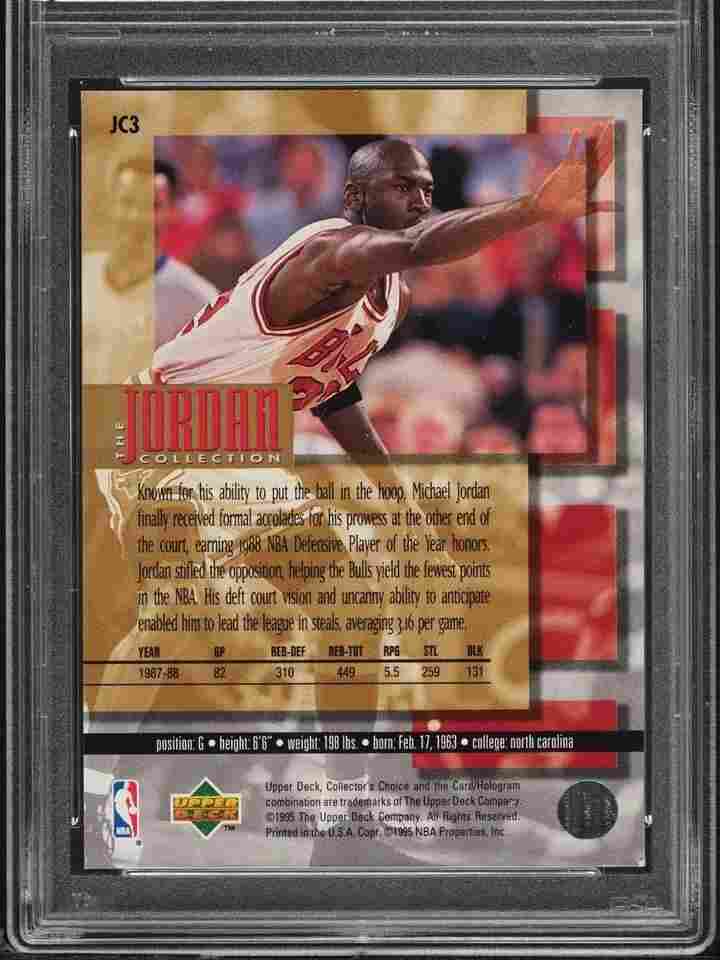 JC3
BULLS
THE
JORDAN
COLLECTION
Known for his ability to put the ball in the hoop, Michael Jordan
finally received formal accolades for his prowess at the other end of
the court, earning 1988 NBA Defensive Player of the Year honors.
Jordan stifled the opposition, helping the Bulls yield the fewest points
in the NBA. His deft court vision and uncanny ability to anticipate
enabled him to lead the league in steals, averaging 3.16 per game.
YEAR GP REB-DEF REB-TOT RPG STL BLK
1987-88 82 310 449 5.5 259 131
position: G • height: 6'6" • weight: 198 lbs. • born: Feb. 17, 1963 • college: north carolina
NBA
UPPER
DECK
TM
Upper Deck, Collector's Choice and the Card/Hologram
combination are trademarks of The Upper Deck Company.
©1995 The Upper Deck Company. All Rights Reserved.
Printed in the U.S.A. Copr. ©1995 NBA Properties, Inc.
PSA